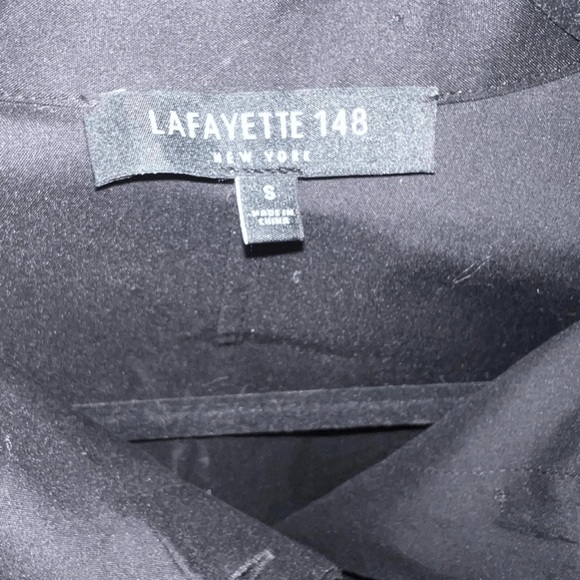 LAFAYETTE 148
NEW YORK
S
MADE IN
CHINA